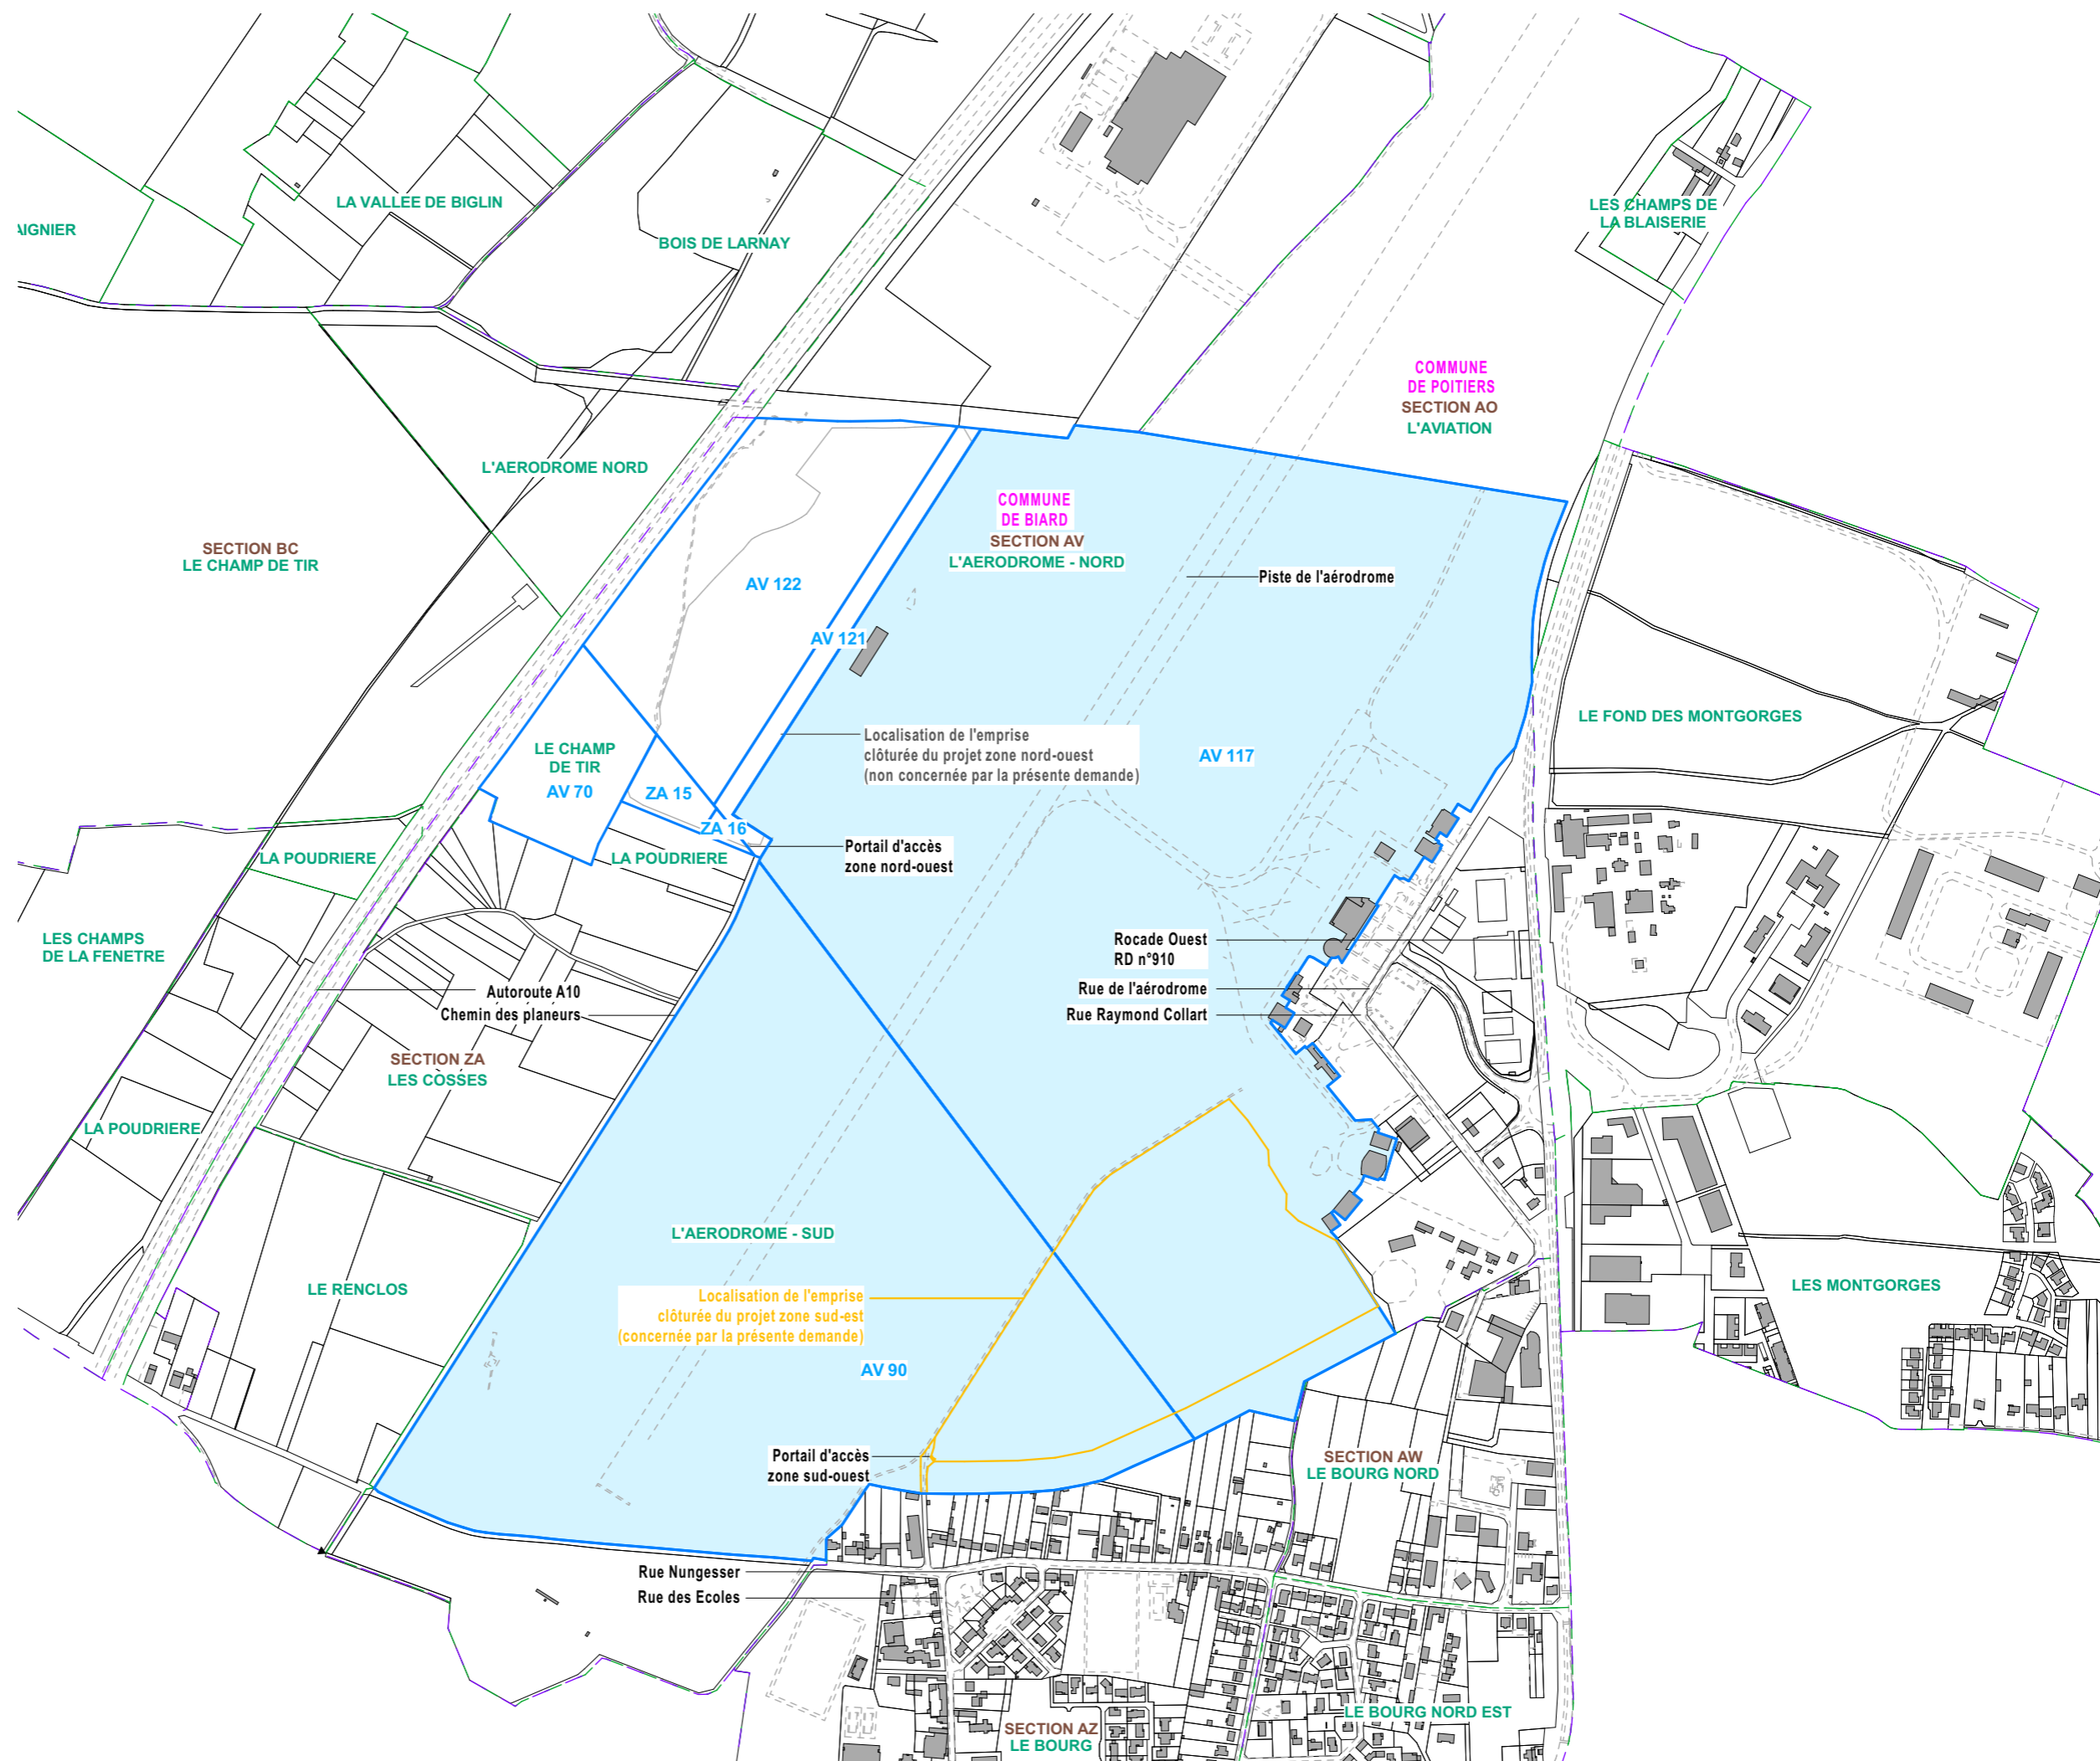 LA VALLEE DE BIGLIN
AIGNIER
BOIS DE LARNAY
LES CHAMPS DE
LA BLAISERIE
COMMUNE
DE POITIERS
SECTION AO
L'AVIATION
L'AERODROME NORD
COMMUNE
DE BIARD
SECTION AV
L'AERODROME - NORD
SECTION BC
LE CHAMP DE TIR
Piste de l'aérodrome
AV 122
AV 121
LE FOND DES MONTGORGES
Localisation de l'emprise
clôturée du projet zone nord-ouest
(non concernée par la présente demande)
AV 117
LE CHAMP
DE TIR
AV 70
ZA 15
ZA 16
Portail d'accès
zone nord-ouest
LA POUDRIERE
LA POUDRIERE
LES CHAMPS
DE LA FENETRE
Rocade Ouest
RD n°910
Autoroute A10
Chemin des planeurs
Rue de l'aérodrome
Rue Raymond Collart
SECTION ZA
LES COSSES
LA POUDRIERE
L'AERODROME - SUD
LE RENCLOS
LES MONTGORGES
Localisation de l'emprise
clôturée du projet zone sud-est
(concernée par la présente demande)
AV 90
Portail d'accès
zone sud-ouest
SECTION AW
LE BOURG NORD
Rue Nungesser
Rue des Ecoles
LE BOURG NORD EST
SECTION AZ
LE BOURG